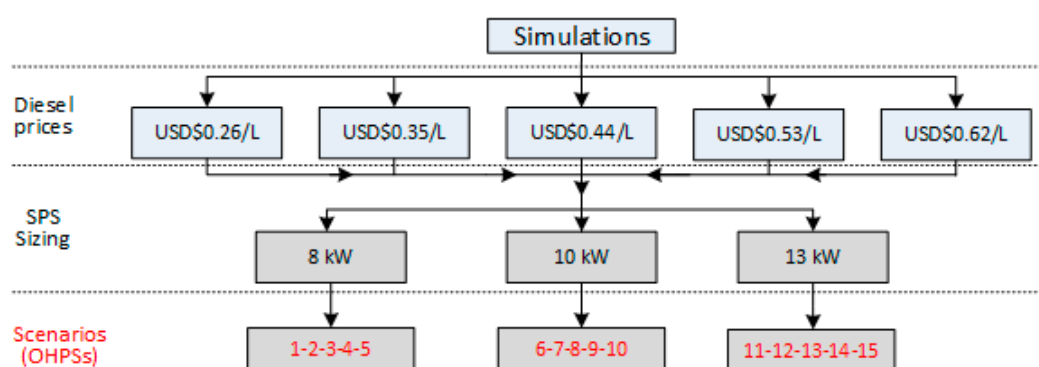 Simulations
Diesel
prices
USD$0.26/L
USD$0.35/L
USD$0.44/L
USD$0.53/L
USD$0.62/L
SPS
Sizing
8 kW
10 kW
13 kW
Scenarios
(OHPSs)
1-2-3-4-5
6-7-8-9-10
11-12-13-14-15